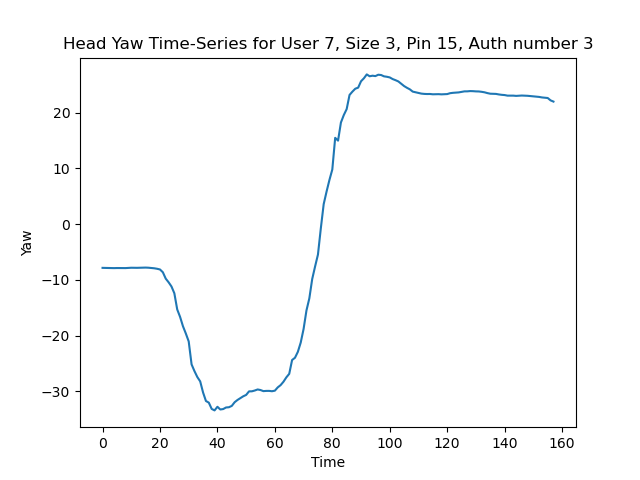 Head Yaw Time-Series for User 7, Size 3, Pin 15, Auth number 3
20
10
0
−10
−20
−30
Yaw
0 20 40 60 80 100 120 140 160
Time